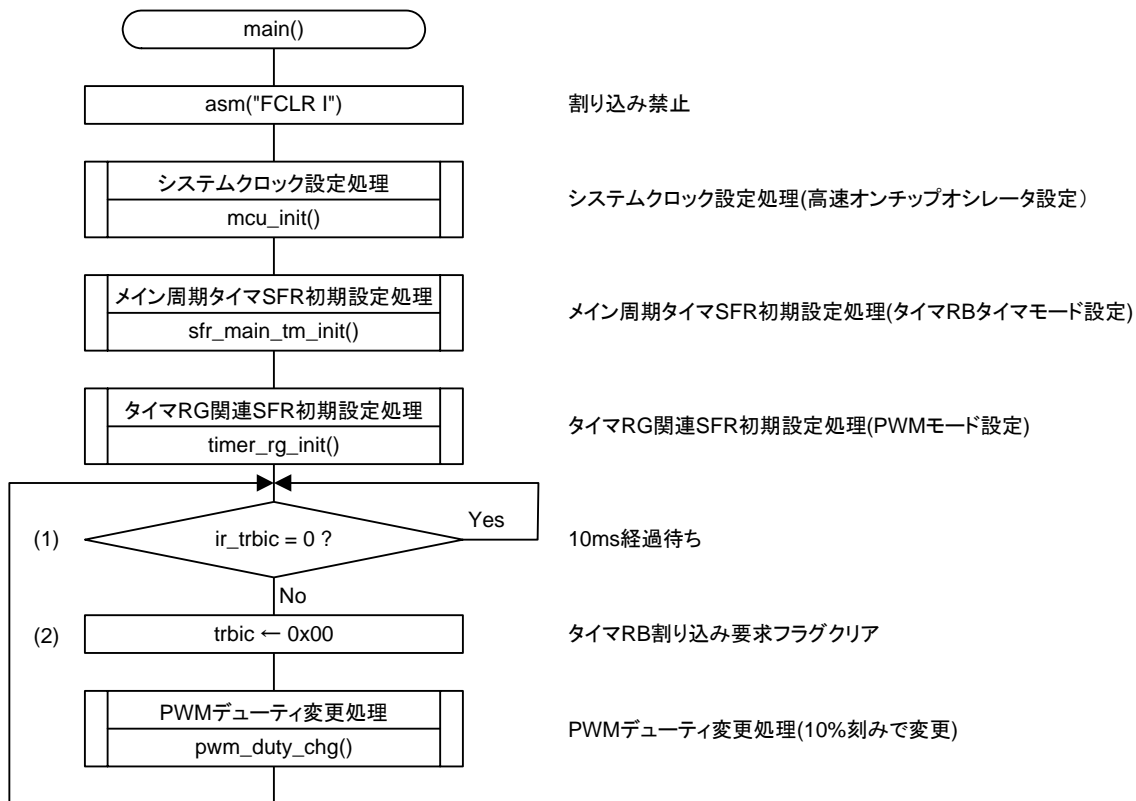 main()
asm("FCLR I")
割り込み禁止
システムクロック設定処理
mcu_init()
システムクロック設定処理(高速オンチップオシレータ設定）
メイン周期タイマSFR初期設定処理
sfr_main_tm_init()
メイン周期タイマSFR初期設定処理(タイマRBタイマモード設定)
タイマRG関連SFR初期設定処理
timer_rg_init()
タイマRG関連SFR初期設定処理(PWMモード設定)
(1)
ir_trbic = 0 ?
Yes
10ms経過待ち
No
(2)
trbic ← 0x00
タイマRB割り込み要求フラグクリア
PWMデューティ変更処理
pwm_duty_chg()
PWMデューティ変更処理(10%刻みで変更)